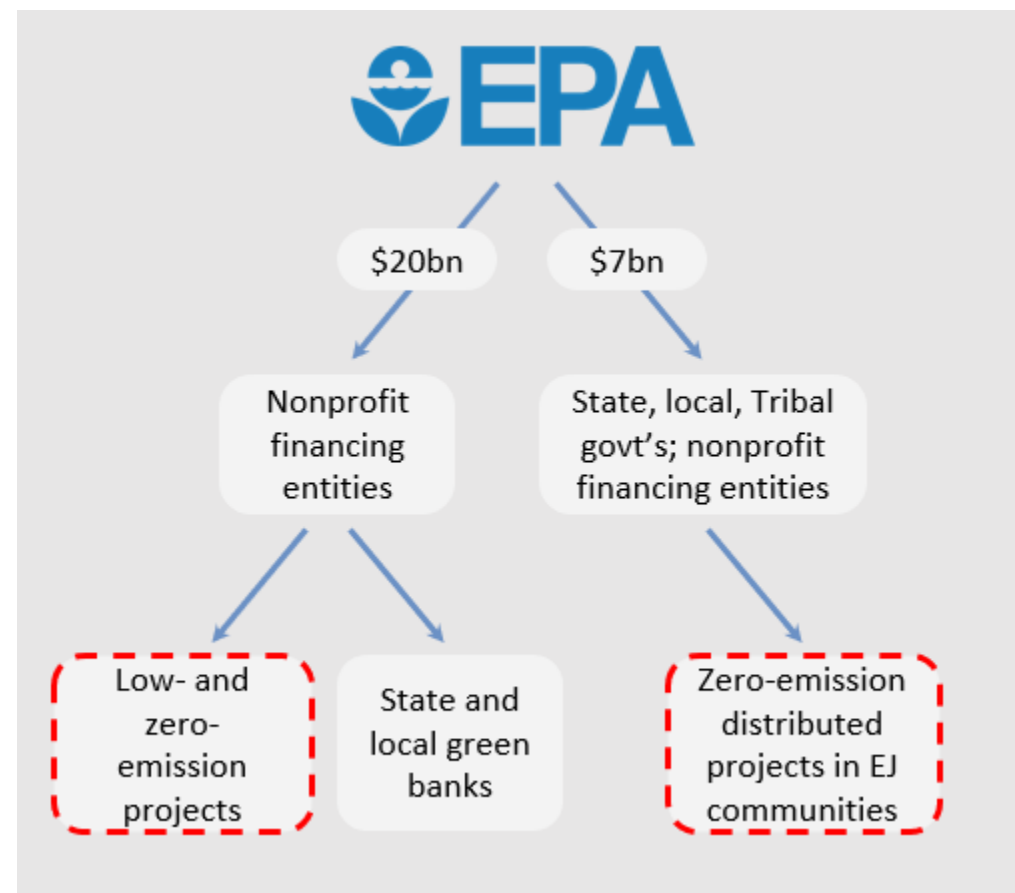 EPA
$20bn
$7bn
Nonprofit
financing
entities
State, local, Tribal
govt's; nonprofit
financing entities
Low- and
zero-
emission
projects
State and
local green
banks
Zero-emission
distributed
projects in EJ
communities